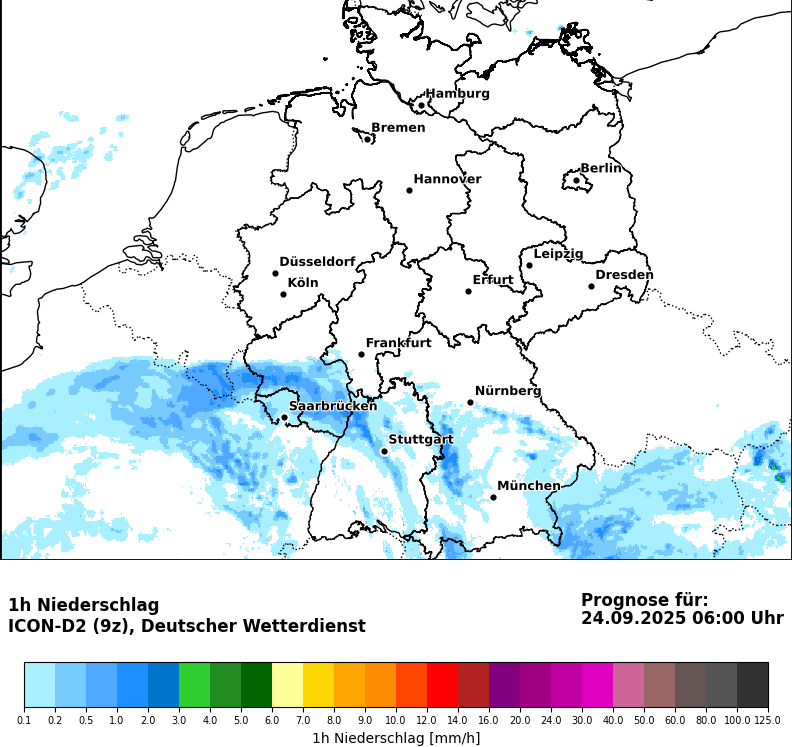 Hamburg
Bremen
Berlin
Hannover
Düsseldorf
Leipzig
Köln
Erfurt
Dresden
Frankfurt
Nürnberg
Saarbrücken
Stuttgart
München
1h Niederschlag
ICON-D2 (9z), Deutscher Wetterdienst
Prognose für:
24.09.2025 06:00 Uhr
0.1 0.2 0.5 1.0 2.0 3.0 4.0 5.0 6.0 7.0 9.0 10.0 12.0 14.0 16.0 20.0 24.0 30.0 40.0 50.0 60.0 80.0 100.0 125.0
1h Niederschlag [mm/h]